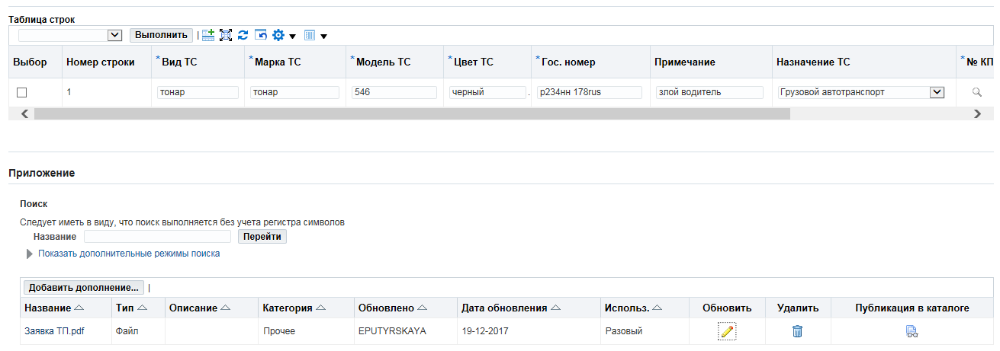 Таблица строк
Выполнить |
Выбор Номер строки *Вид ТС *Марка ТС *Модель ТС *Цвет ТС *Гос. номер Примечание Назначение ТС *№ КП
1 тонар тонар 546 черный . р234нн 178rus злой водитель Грузовой автотранспорт
Приложение
Поиск
Следует иметь в виду, что поиск выполняется без учета регистра символов
Название Перейти
Показать дополнительные режимы поиска
Добавить дополнение... |
Название Тип Описание Категория Обновлено Дата обновления Использ. Обновить Удалить Публикация в каталоге
Заявка ТП.pdf Файл Прочее EPUTYRSKAYA 19-12-2017 Разовый